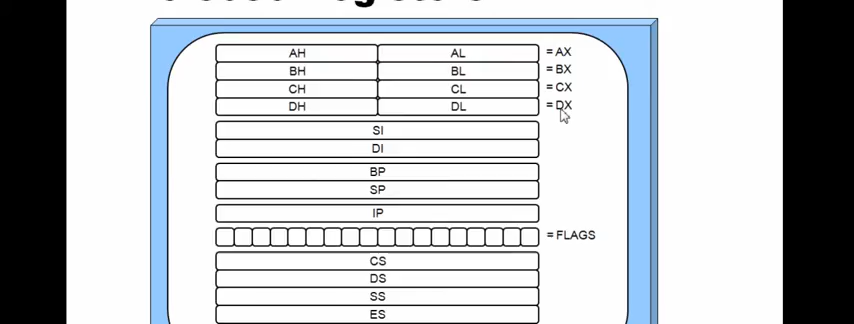 AH AL = AX
BH BL = BX
CH CL = CX
DH DL = DX
SI
DI
BP
SP
IP
= FLAGS
CS
DS
SS
ES